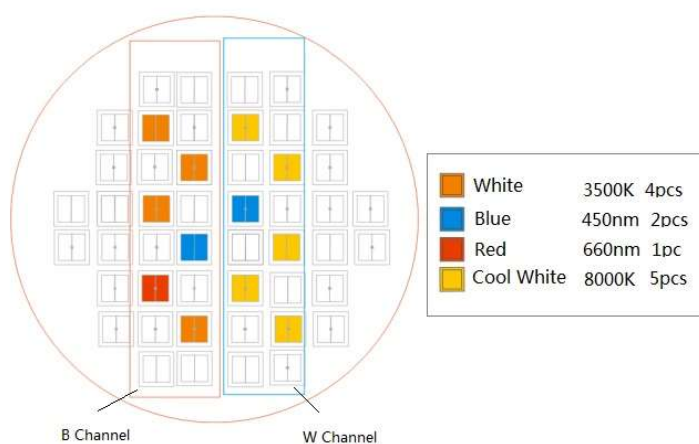 White 3500K 4pcs
Blue 450nm 2pcs
Red 660nm 1pc
Cool White 8000K 5pcs
B Channel
W Channel